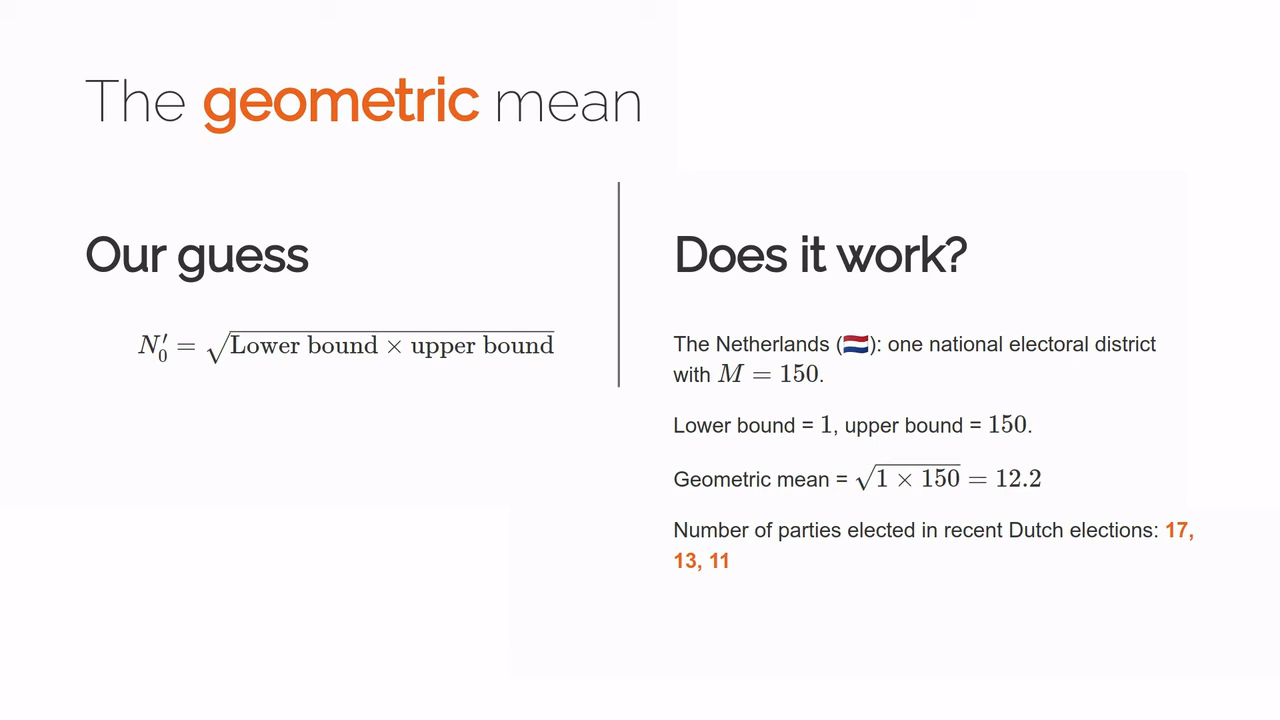 The geometric mean
Our guess
N₀′ = √(Lower bound × upper bound)
Does it work?
The Netherlands (🇳🇱): one national electoral district
with M = 150.
Lower bound = 1, upper bound = 150.
Geometric mean = √(1 × 150) = 12.2
Number of parties elected in recent Dutch elections: 17,
13, 11